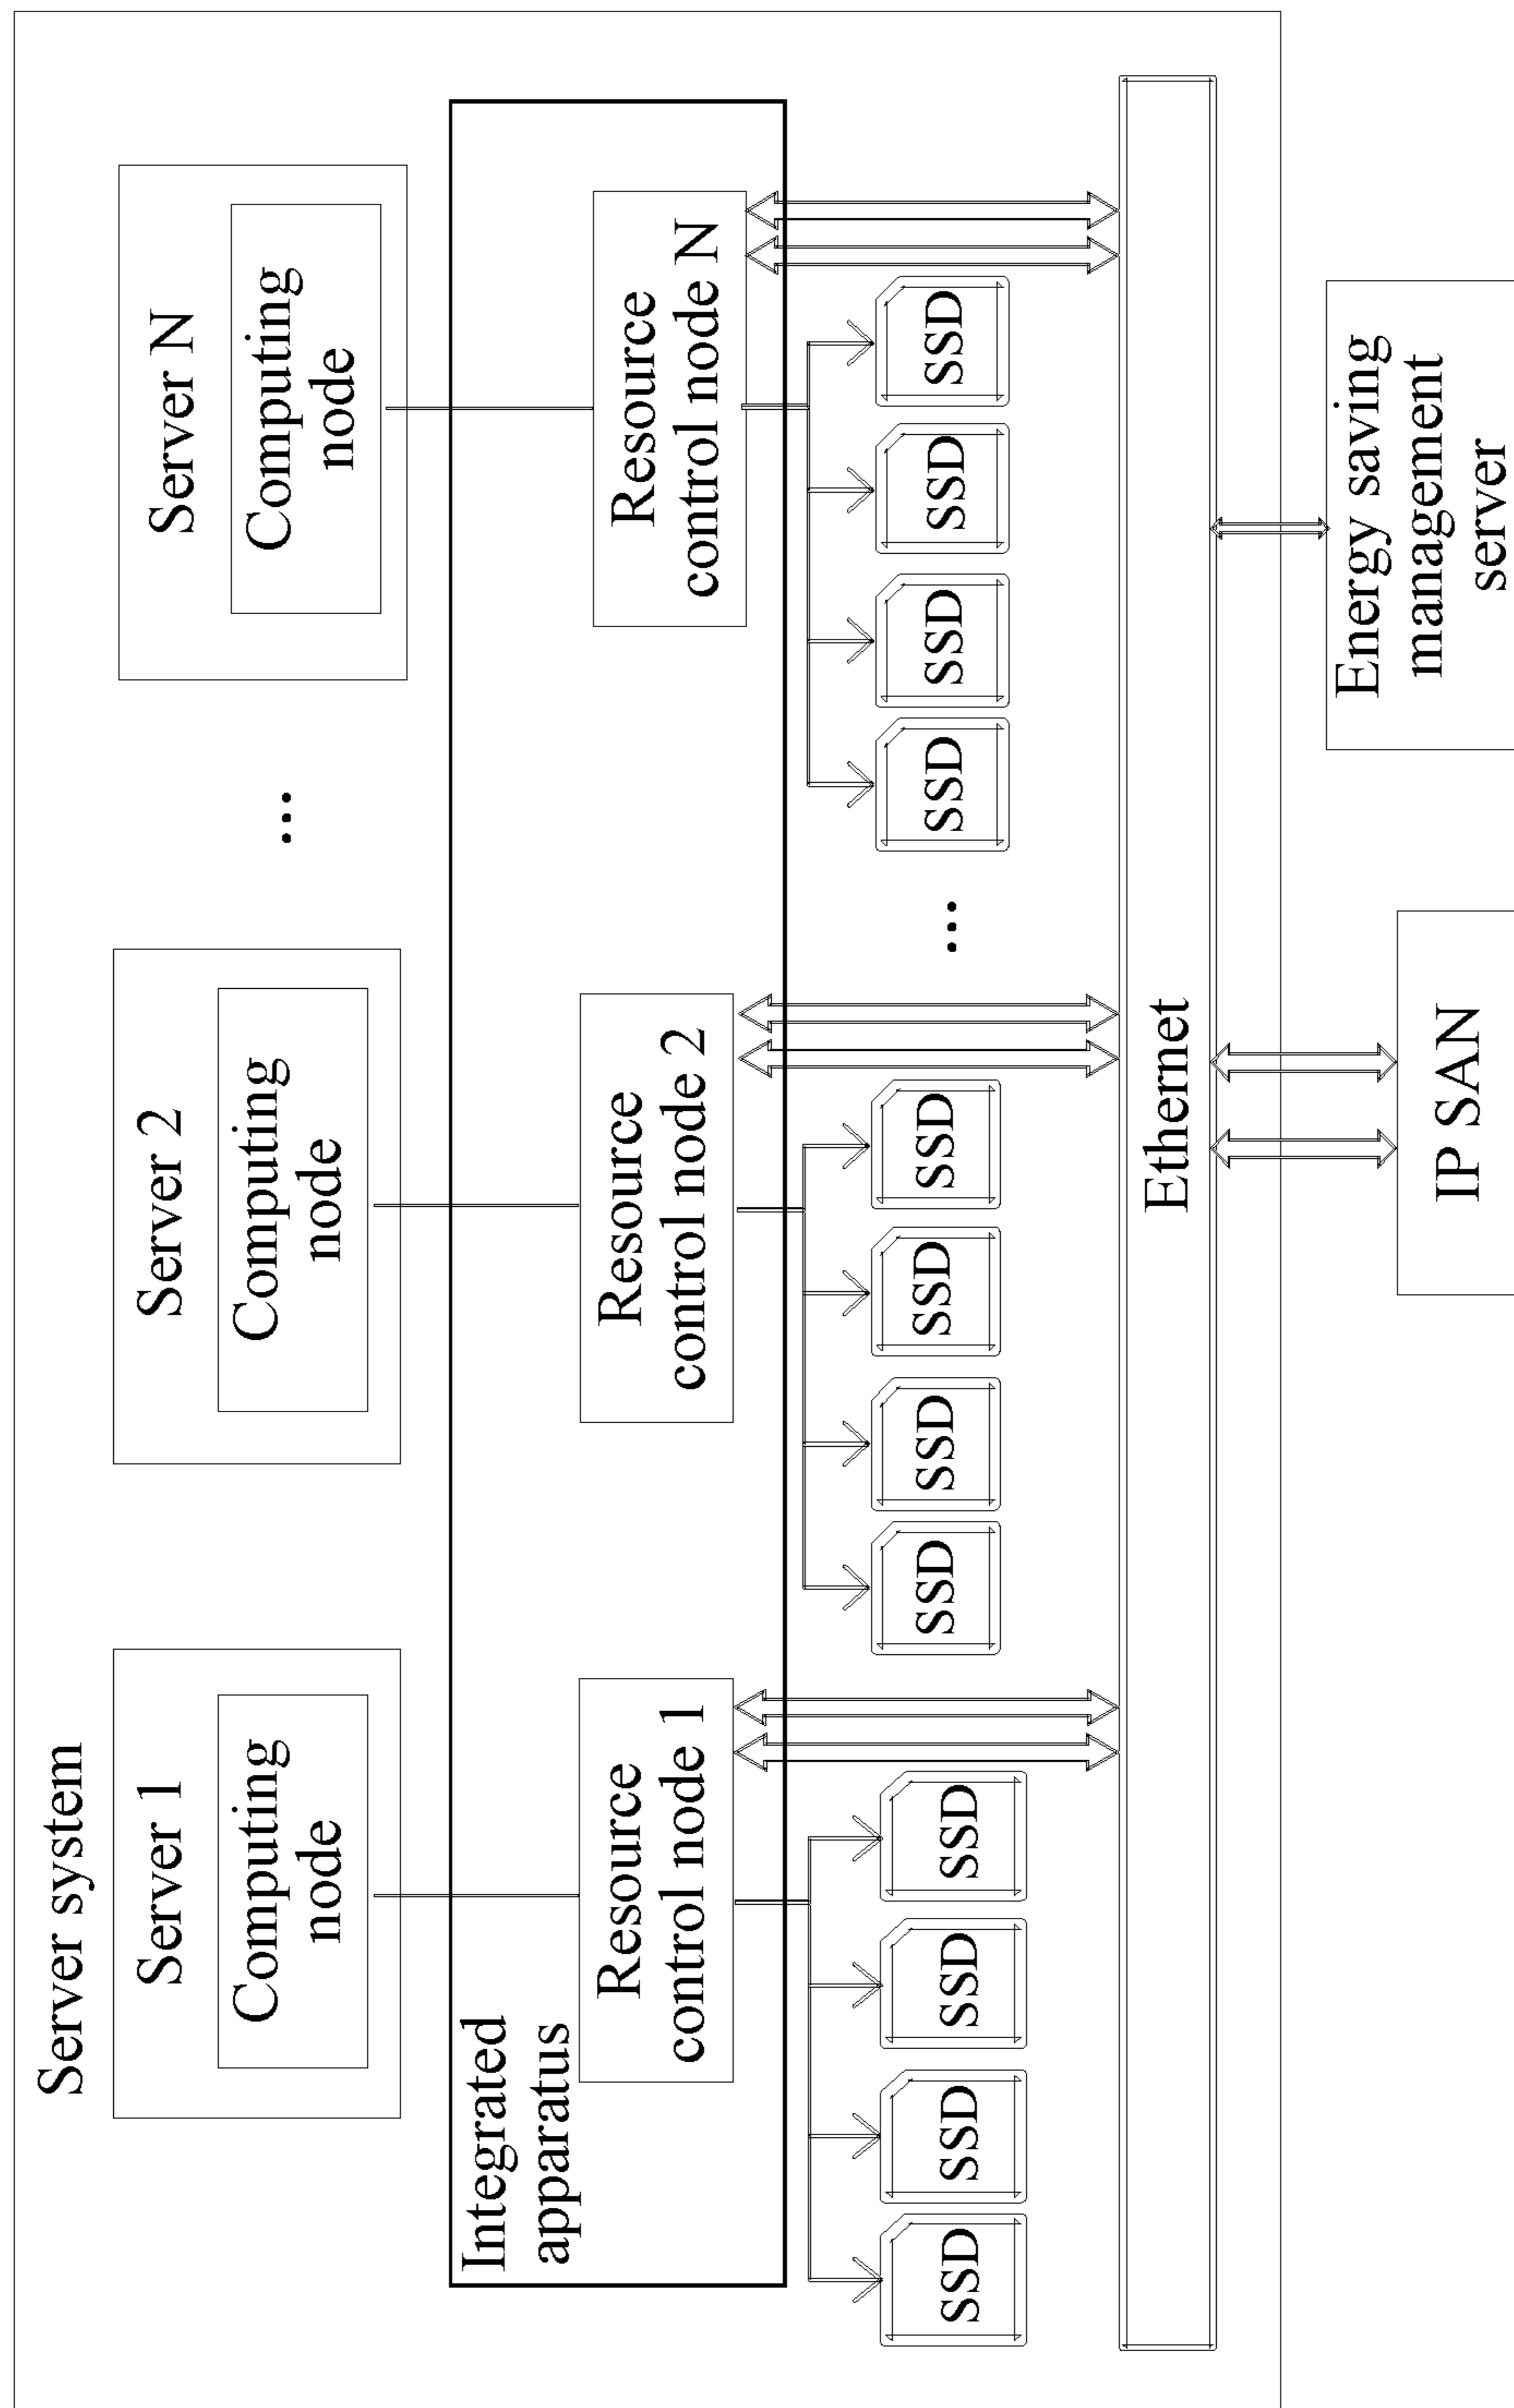 Server system
Server 1
Computing
node
Server 2
Computing
node
...
Server N
Computing
node
Integrated
apparatus
Resource
control node 1
Resource
control node 2
Resource
control node N
SSD
SSD
SSD
SSD
SSD
SSD
SSD
SSD
...
SSD
SSD
SSD
SSD
Ethernet
IP SAN
Energy saving
management
server